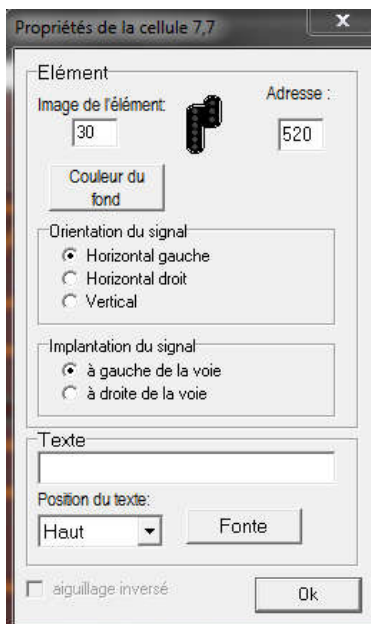 Propriétés de la cellule 7,7
x
Elément
Image de l'élément:
Adresse :
30
520
Couleur du
fond
Orientation du signal
Horizontal gauche
Horizontal droit
Vertical
Implantation du signal
à gauche de la voie
à droite de la voie
Texte
Position du texte:
Haut
Fonte
aiguillage inversé
Ok